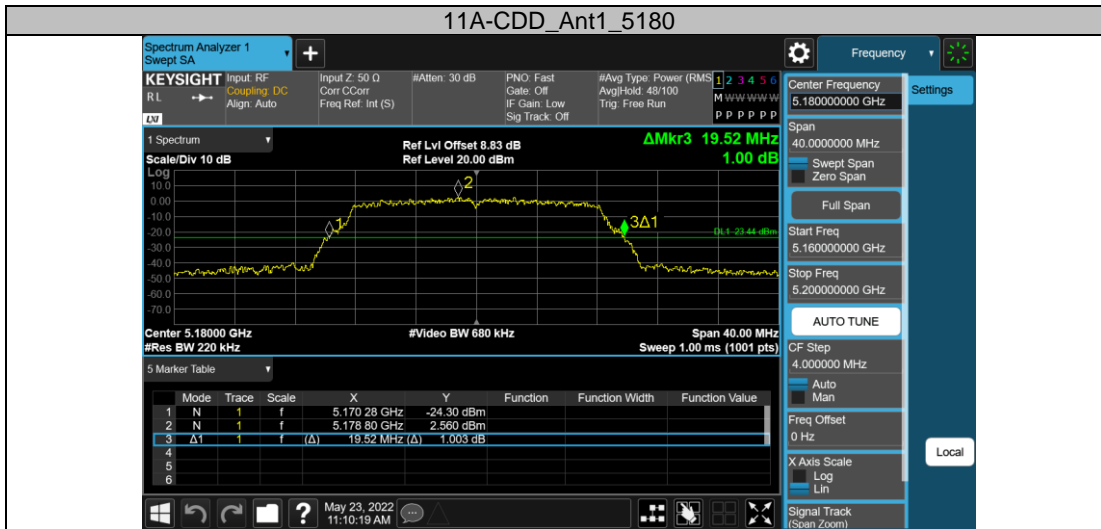 11A-CDD_Ant1_5180
Spectrum Analyzer 1
Swept SA
Frequency
KEYSIGHT
RL
LXI
Input: RF
Coupling: DC
Align: Auto
Input Z: 50 Ω
Corr CCorr
Freq Ref: Int (S)
#Atten: 30 dB
PNO: Fast
Gate: Off
IF Gain: Low
Sig Track: Off
#Avg Type: Power (RMS
Avg|Hold: 48/100
Trig: Free Run
1 2 3 4 5 6
M W W W W W
P P P P P P
1 Spectrum
Scale/Div 10 dB
Ref Lvl Offset 8.83 dB
Ref Level 20.00 dBm
ΔMkr3 19.52 MHz
1.00 dB
Log
10.0
0.00
-10.0
-20.0
-30.0
-40.0
-50.0
-60.0
-70.0
1
2
3Δ1
DL1 -23.44 dBm
Center 5.18000 GHz
#Video BW 680 kHz
Span 40.00 MHz
#Res BW 220 kHz
Sweep 1.00 ms (1001 pts)
5 Marker Table
Mode Trace Scale X Y Function Function Width Function Value
1 N 1 f 5.170 28 GHz -24.30 dBm
2 N 1 f 5.178 80 GHz 2.560 dBm
3 Δ1 1 f (Δ) 19.52 MHz (Δ) 1.003 dB
4
5
6
May 23, 2022
11:10:19 AM
Center Frequency
5.180000000 GHz
Settings
Span
40.0000000 MHz
Swept Span
Zero Span
Full Span
Start Freq
5.160000000 GHz
Stop Freq
5.200000000 GHz
AUTO TUNE
CF Step
4.000000 MHz
Auto
Man
Freq Offset
0 Hz
X Axis Scale
Log
Lin
Local
Signal Track
(Span Zoom)